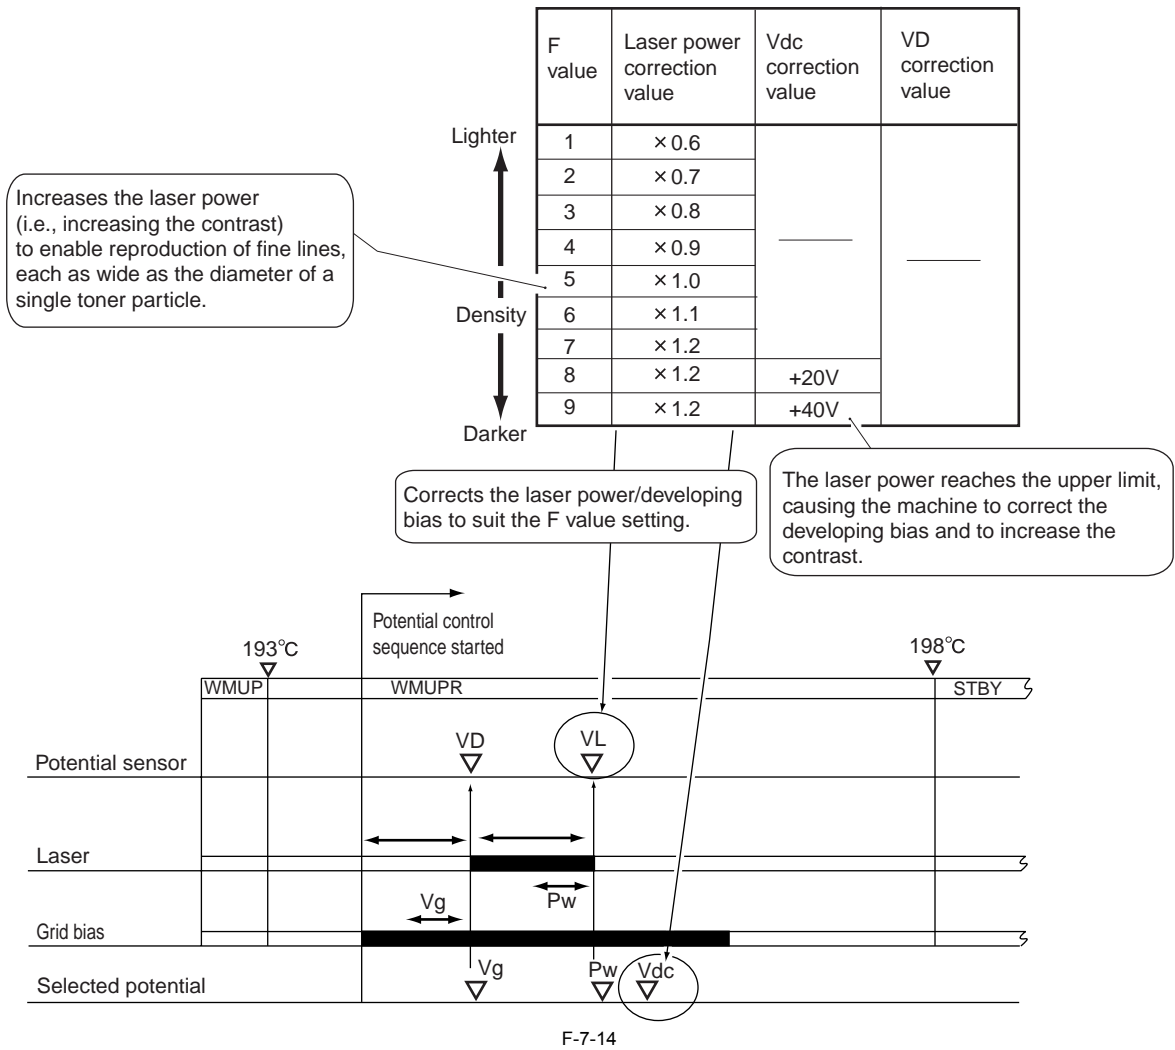 F value
Laser power correction value
Vdc correction value
VD correction value
Lighter
1 ×0.6
2 ×0.7
3 ×0.8
4 ×0.9
5 ×1.0
6 ×1.1
7 ×1.2
8 ×1.2 +20V
9 ×1.2 +40V
Density
Darker
Increases the laser power
(i.e., increasing the contrast)
to enable reproduction of fine lines,
each as wide as the diameter of a
single toner particle.
Corrects the laser power/developing
bias to suit the F value setting.
The laser power reaches the upper limit,
causing the machine to correct the
developing bias and to increase the
contrast.
Potential control
sequence started
193°C
198°C
WMUP WMUPR STBY
VD VL
Potential sensor
Laser
Vg Pw
Grid bias
Vg Pw Vdc
Selected potential
F-7-14